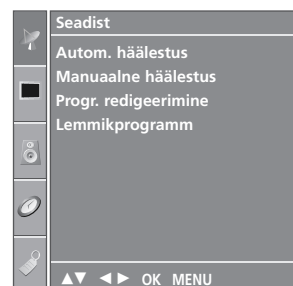 Seadist
Autom. häälestus
Manuaalne häälestus
Progr. redigeerimine
Lemmikprogramm
▲▼ ◄► OK MENU